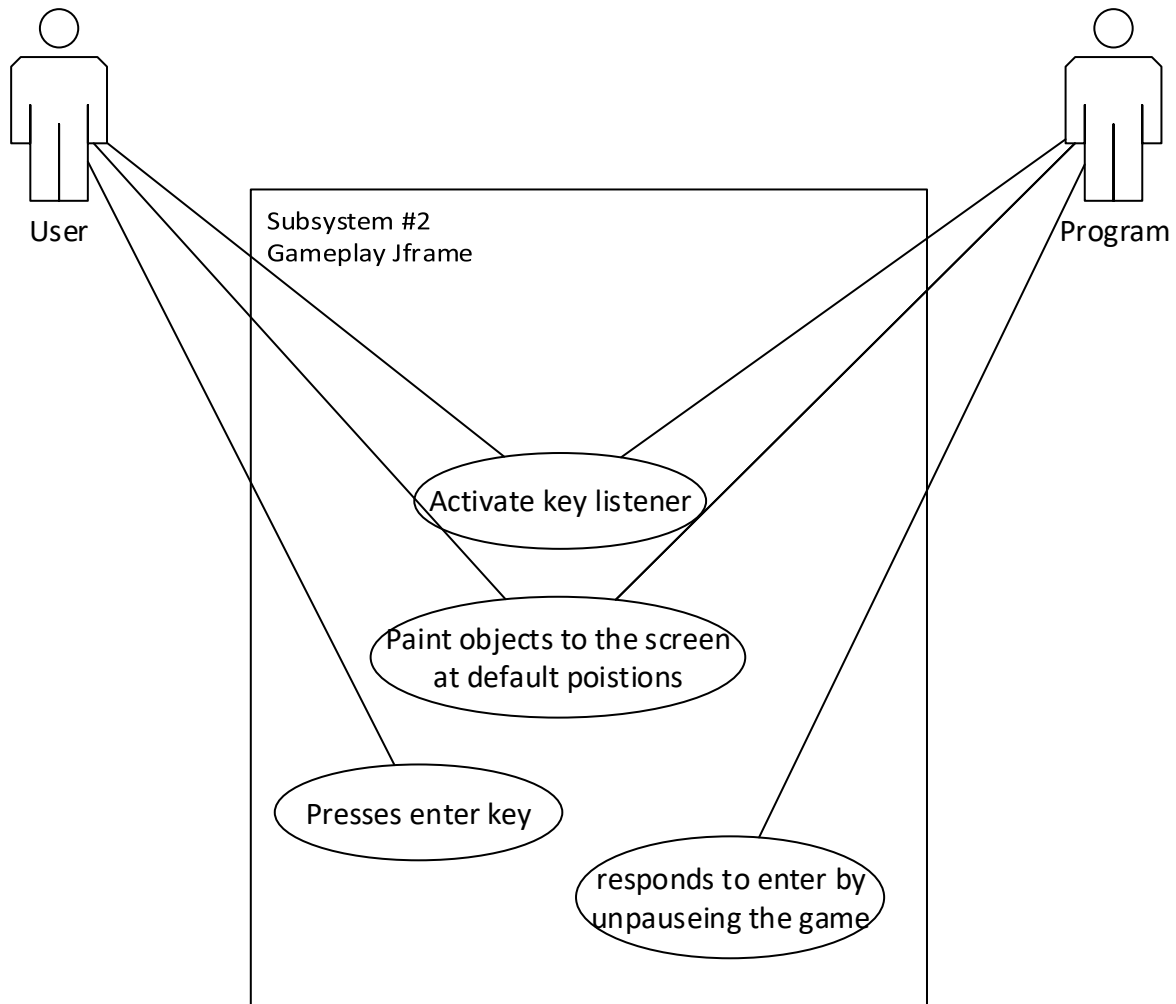 User
Program
Subsystem #2
Gameplay Jframe
Activate key listener
Paint objects to the screen
at default poistions
Presses enter key
responds to enter by
unpauseing the game